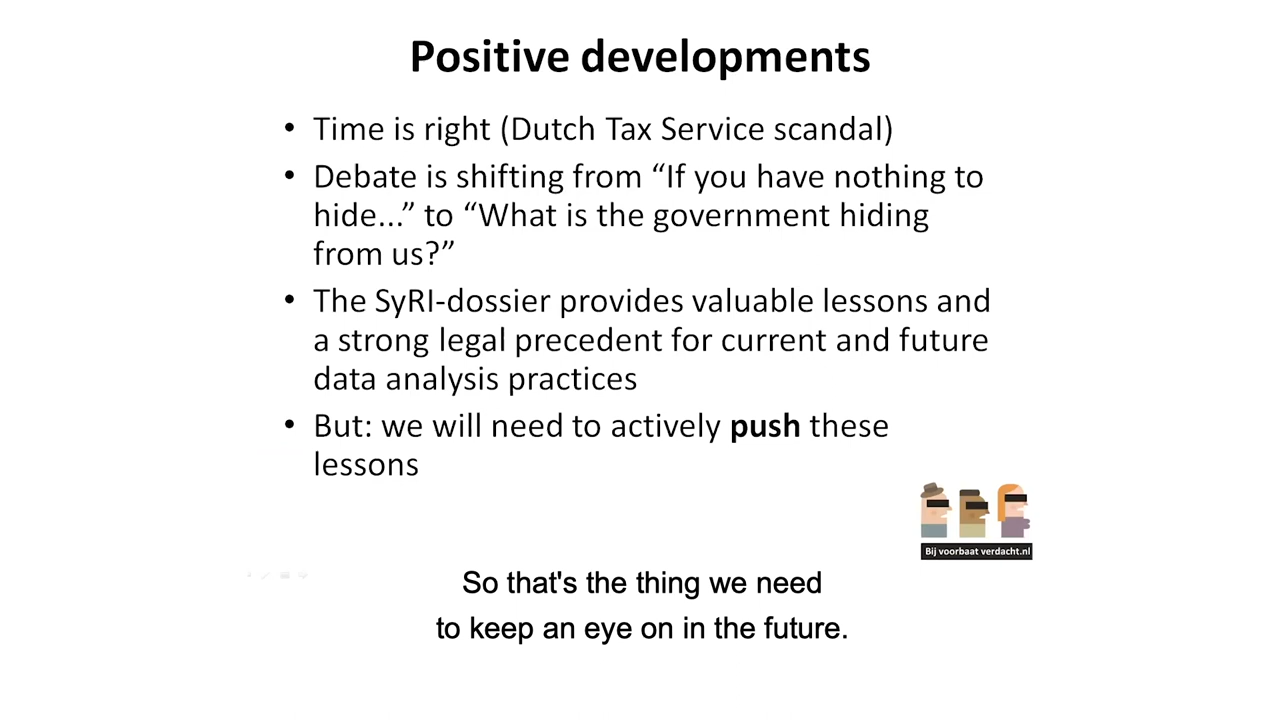 Positive developments
• Time is right (Dutch Tax Service scandal)
• Debate is shifting from “If you have nothing to
hide...” to “What is the government hiding
from us?”
• The SyRI-dossier provides valuable lessons and
a strong legal precedent for current and future
data analysis practices
• But: we will need to actively push these
lessons
Bij voorbaat verdacht.nl
So that's the thing we need
to keep an eye on in the future.